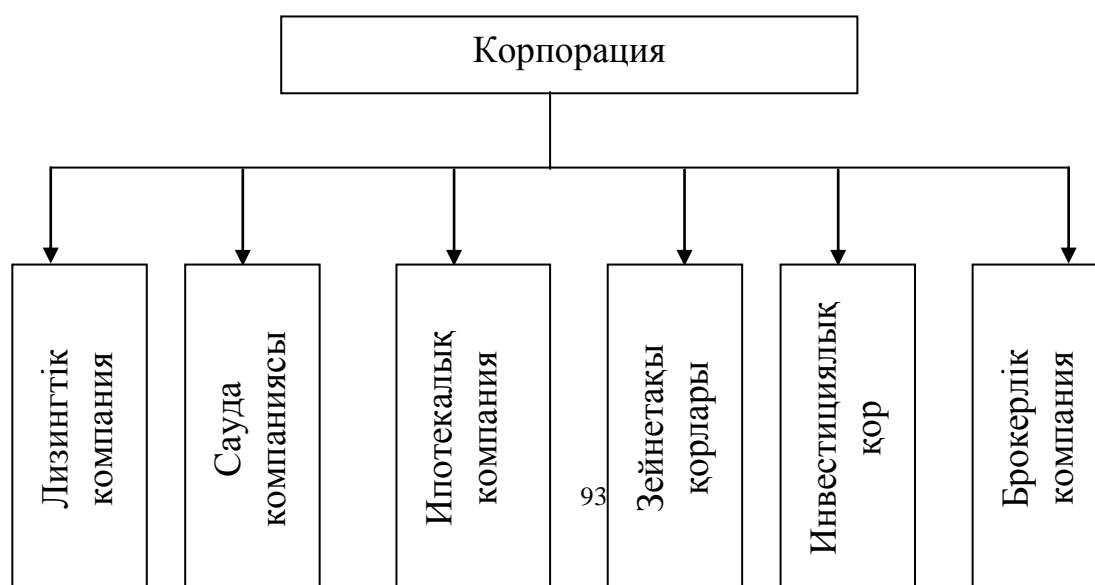 Корпорация
Лизингтік
компания
Сауда
компаниясы
Ипотекалық
компания
Зейнетақы
қорлары
Инвестициялық
қор
Брокерлік
компания
93